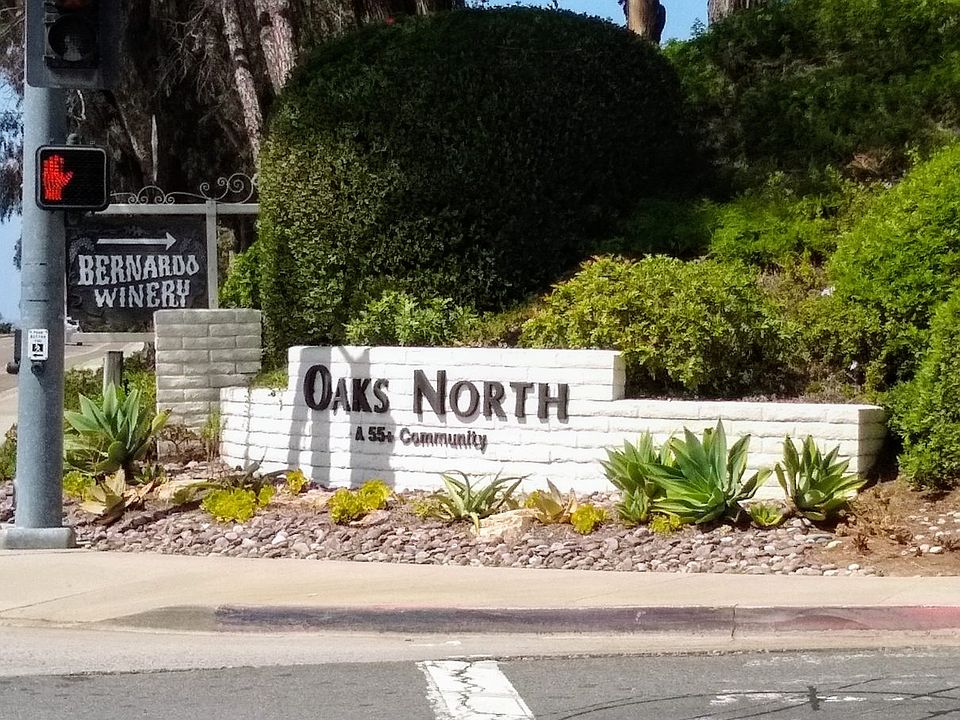 BERNARDO
WINERY
OAKS NORTH
A 55+ Community